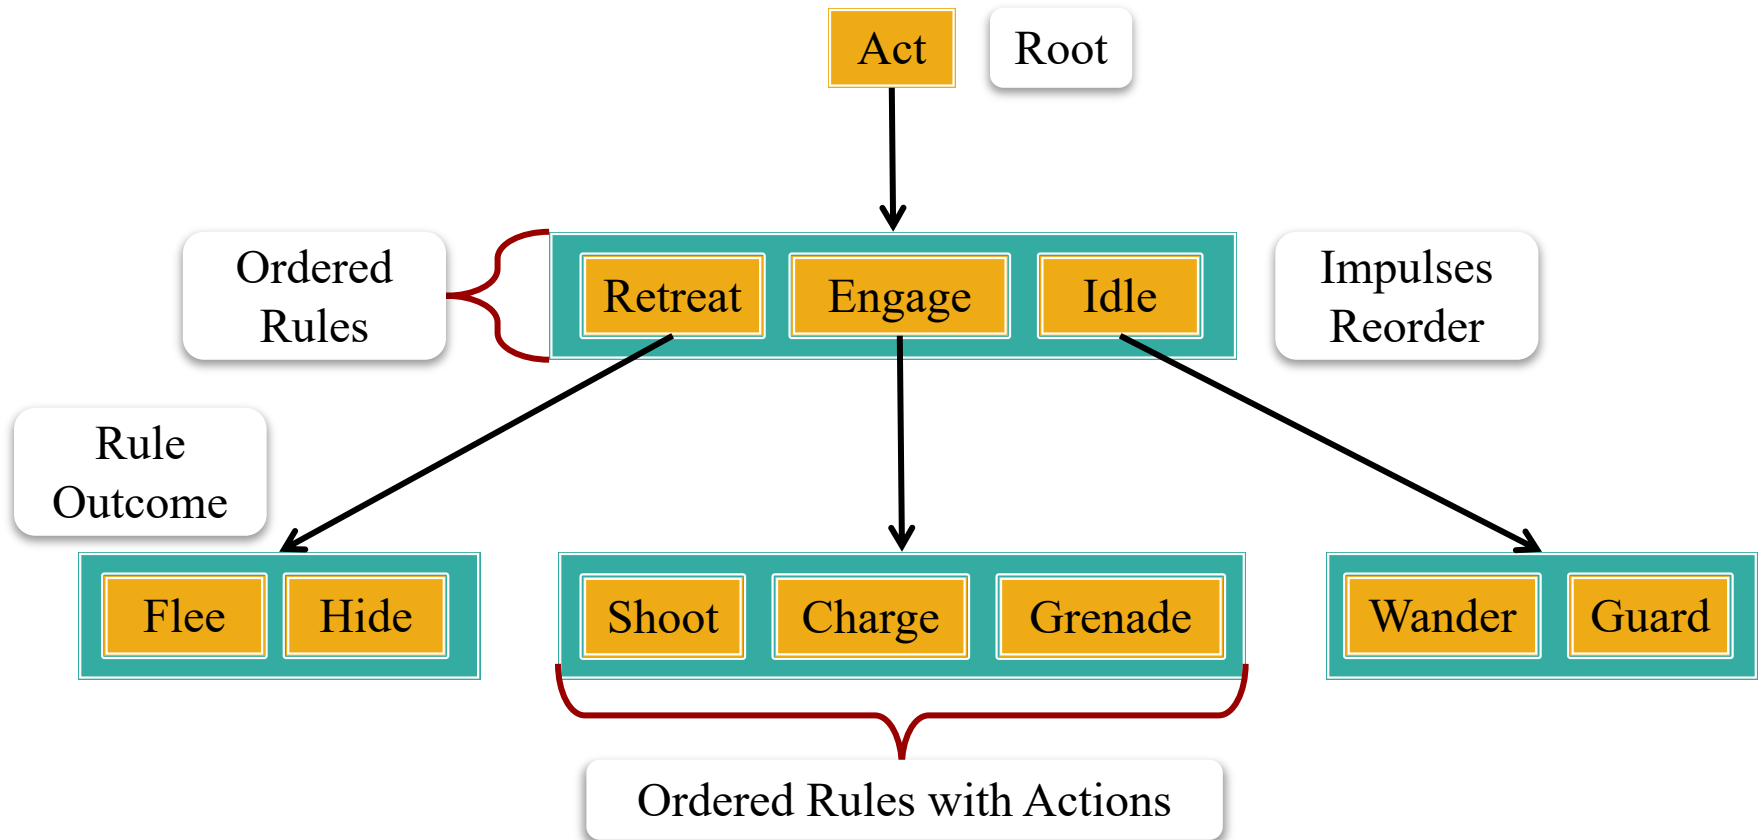 Act
Root
Ordered
Rules
Retreat
Engage
Idle
Impulses
Reorder
Rule
Outcome
Flee
Hide
Shoot
Charge
Grenade
Wander
Guard
Ordered Rules with Actions